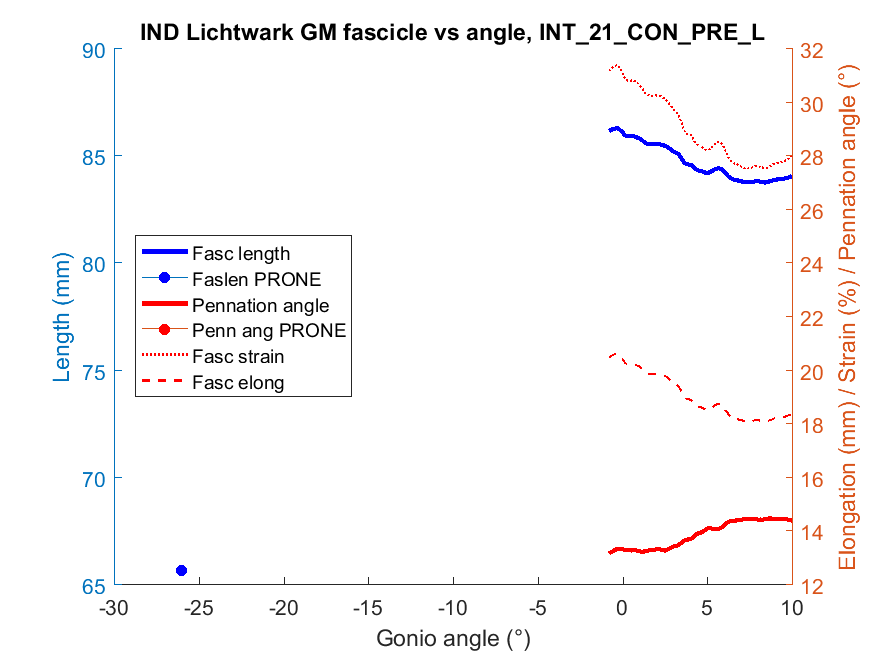 IND Lichtwark GM fascicle vs angle, INT_21_CON_PRE_L
90
85
80
75
70
65
Length (mm)
32
30
28
26
24
22
20
18
16
14
12
Elongation (mm) / Strain (%) / Pennation angle (°)
Fasc length
Faslen PRONE
Pennation angle
Penn ang PRONE
Fasc strain
Fasc elong
-30 -25 -20 -15 -10 -5 0 5 10
Gonio angle (°)